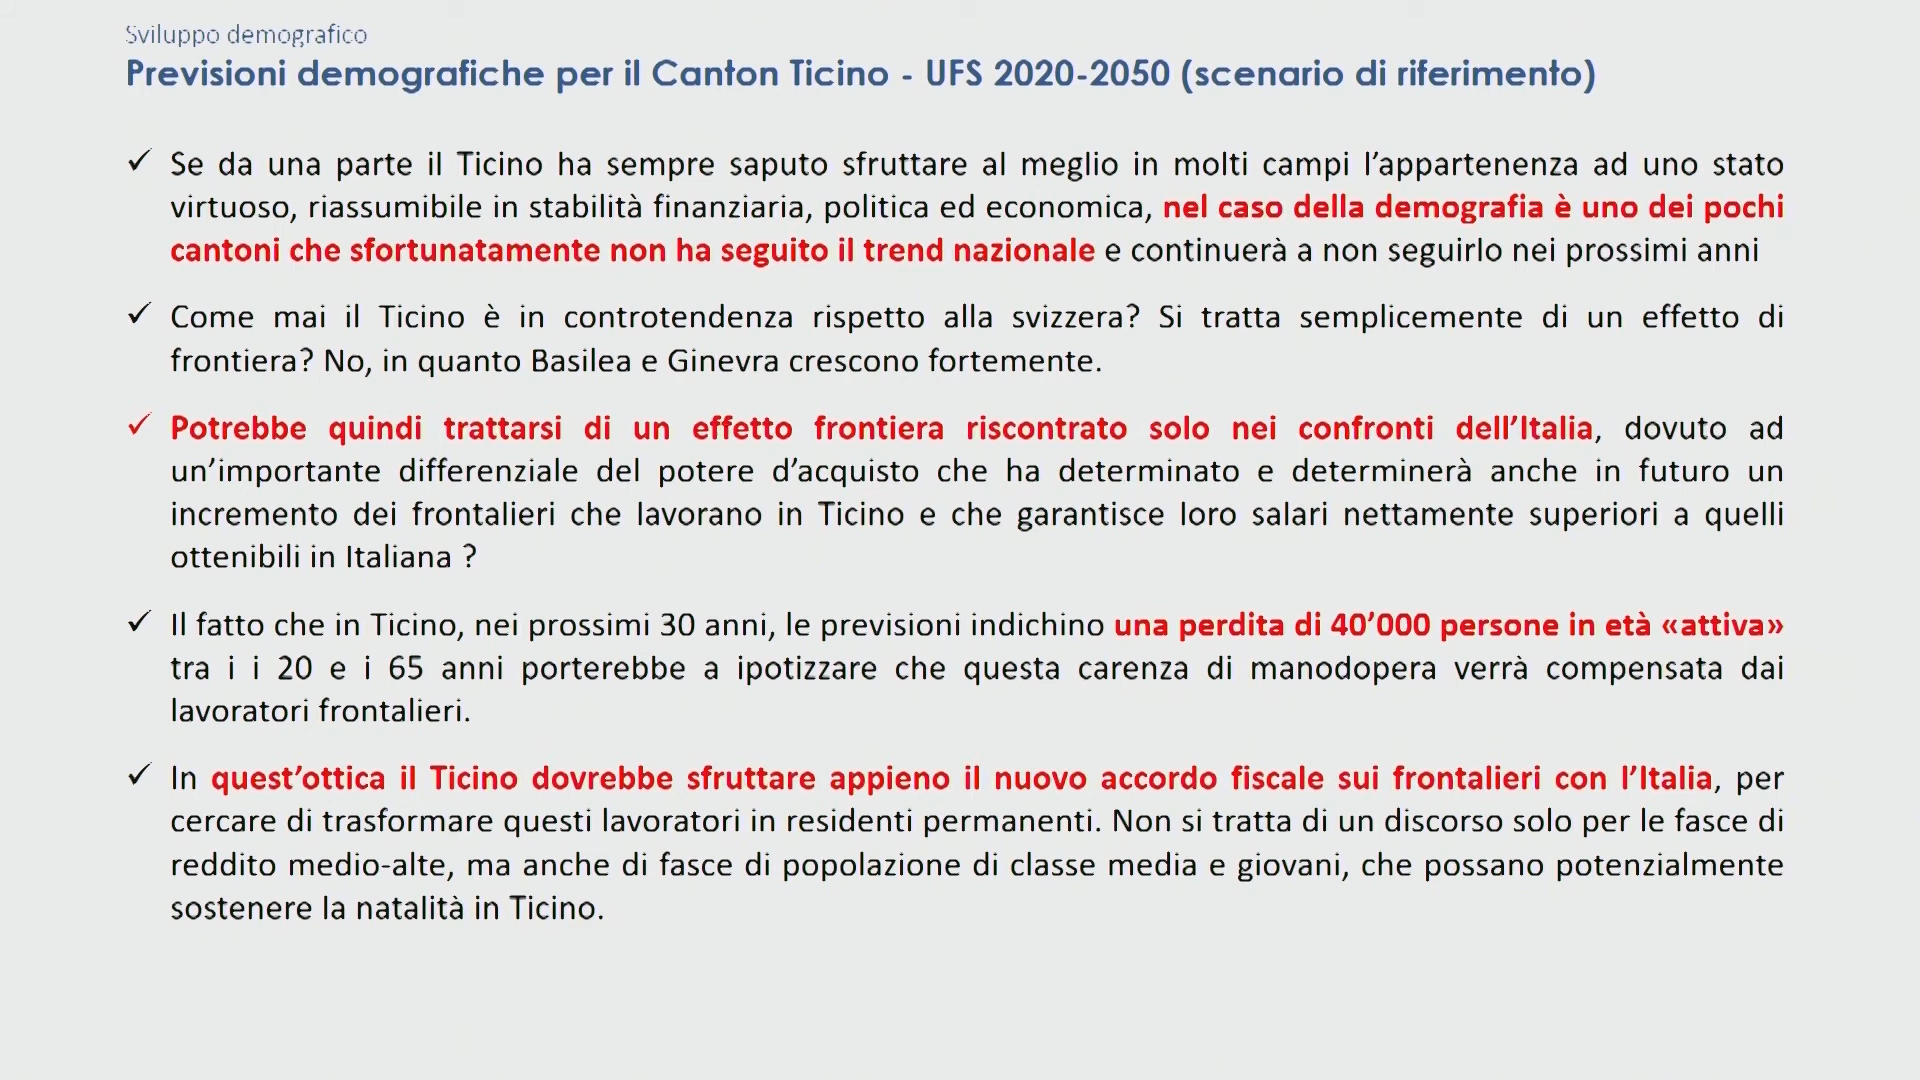 Sviluppo demografico
Previsioni demografiche per il Canton Ticino - UFS 2020-2050 (scenario di riferimento)
✓ Se da una parte il Ticino ha sempre saputo sfruttare al meglio in molti campi l’appartenenza ad uno stato
virtuoso, riassumibile in stabilità finanziaria, politica ed economica, nel caso della demografia è uno dei pochi
cantoni che sfortunatamente non ha seguito il trend nazionale e continuerà a non seguirlo nei prossimi anni
✓ Come mai il Ticino è in controtendenza rispetto alla svizzera? Si tratta semplicemente di un effetto di
frontiera? No, in quanto Basilea e Ginevra crescono fortemente.
✓ Potrebbe quindi trattarsi di un effetto frontiera riscontrato solo nei confronti dell’Italia, dovuto ad
un’importante differenziale del potere d’acquisto che ha determinato e determinerà anche in futuro un
incremento dei frontalieri che lavorano in Ticino e che garantisce loro salari nettamente superiori a quelli
ottenibili in Italiana ?
✓ Il fatto che in Ticino, nei prossimi 30 anni, le previsioni indichino una perdita di 40’000 persone in età «attiva»
tra i i 20 e i 65 anni porterebbe a ipotizzare che questa carenza di manodopera verrà compensata dai
lavoratori frontalieri.
✓ In quest’ottica il Ticino dovrebbe sfruttare appieno il nuovo accordo fiscale sui frontalieri con l’Italia, per
cercare di trasformare questi lavoratori in residenti permanenti. Non si tratta di un discorso solo per le fasce di
reddito medio-alte, ma anche di fasce di popolazione di classe media e giovani, che possano potenzialmente
sostenere la natalità in Ticino.